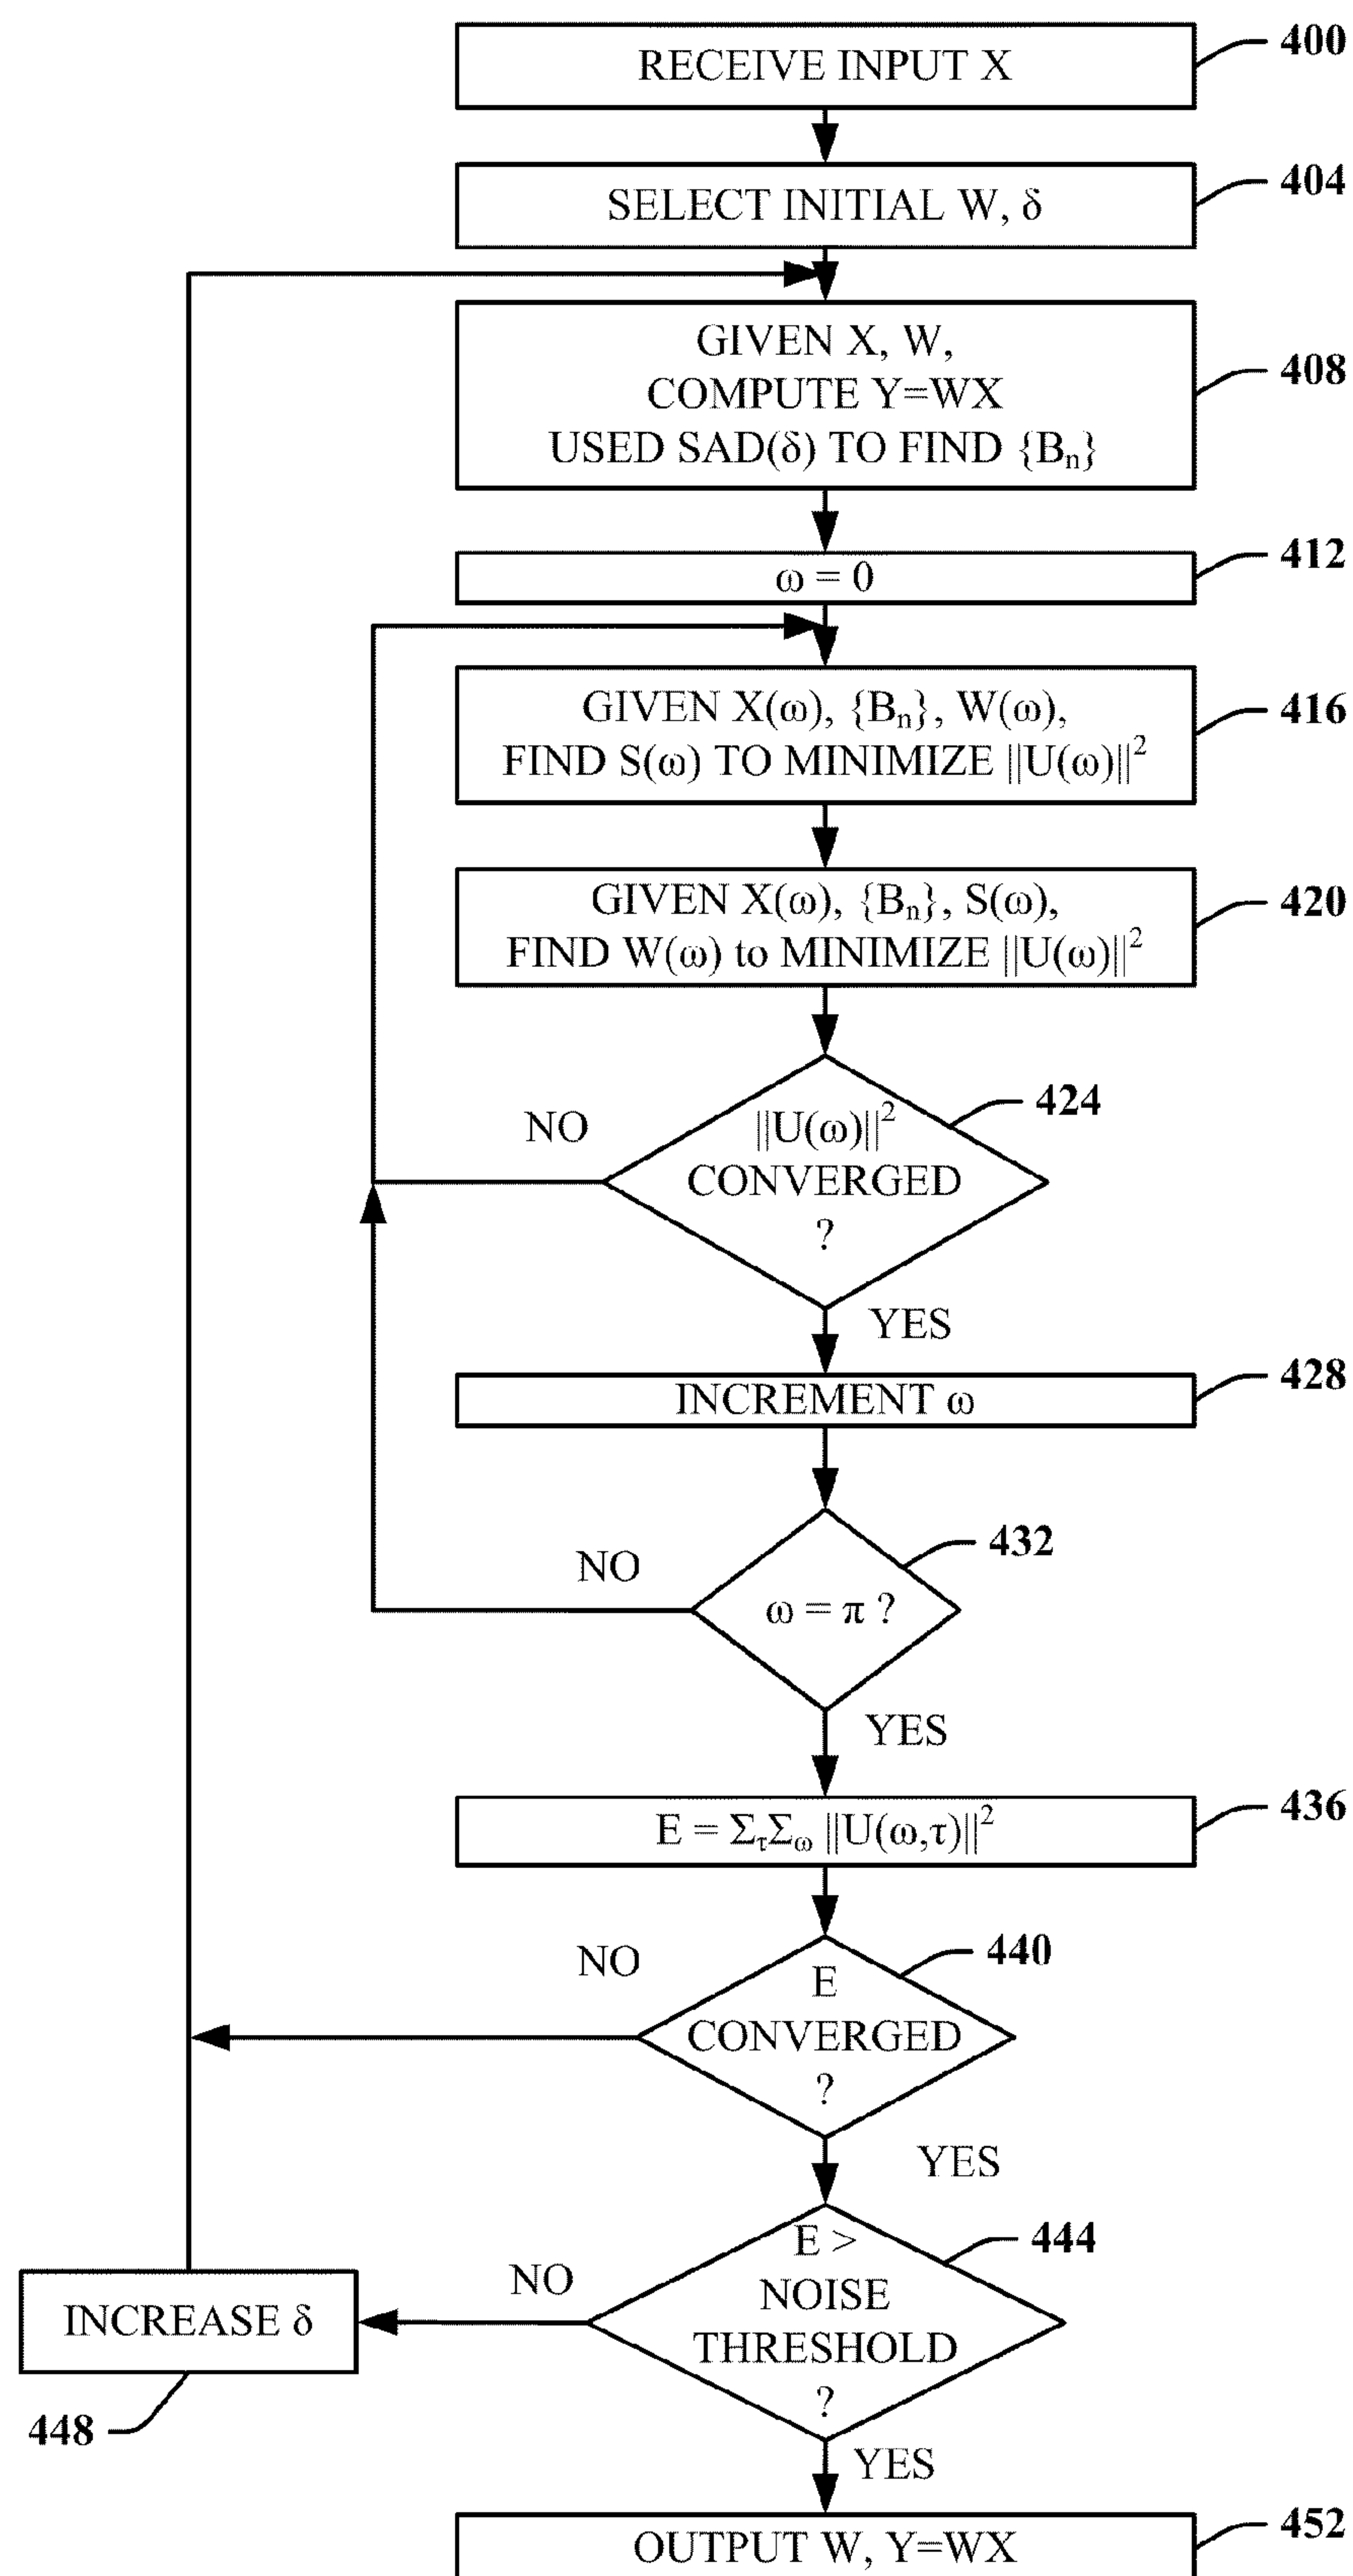 RECEIVE INPUT X
400
SELECT INITIAL W, δ
404
GIVEN X, W,
COMPUTE Y=WX
USED SAD(δ) TO FIND {Bₙ}
408
ω = 0
412
GIVEN X(ω), {Bₙ}, W(ω),
FIND S(ω) TO MINIMIZE ||U(ω)||²
416
GIVEN X(ω), {Bₙ}, S(ω),
FIND W(ω) to MINIMIZE ||U(ω)||²
420
||U(ω)||²
CONVERGED
?
424
NO
YES
INCREMENT ω
428
ω = π ?
432
NO
YES
E = Σ_τΣ_ω ||U(ω,τ)||²
436
E
CONVERGED
?
440
NO
YES
E >
NOISE
THRESHOLD
?
444
NO
INCREASE δ
448
YES
OUTPUT W, Y=WX
452